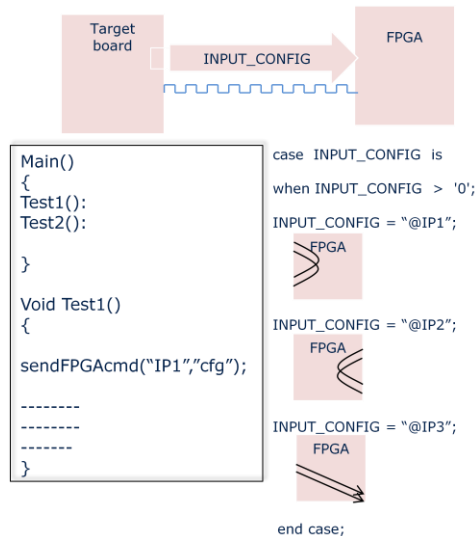 Target
board
FPGA
INPUT_CONFIG
Main()
{
Test1():
Test2():
}
Void Test1()
{
sendFPGAcmd(“IP1”,”cfg”);
--------
--------
-------
}
case INPUT_CONFIG is
when INPUT_CONFIG > '0';
INPUT_CONFIG = “@IP1”;
FPGA
INPUT_CONFIG = “@IP2”;
FPGA
INPUT_CONFIG = “@IP3”;
FPGA
end case;